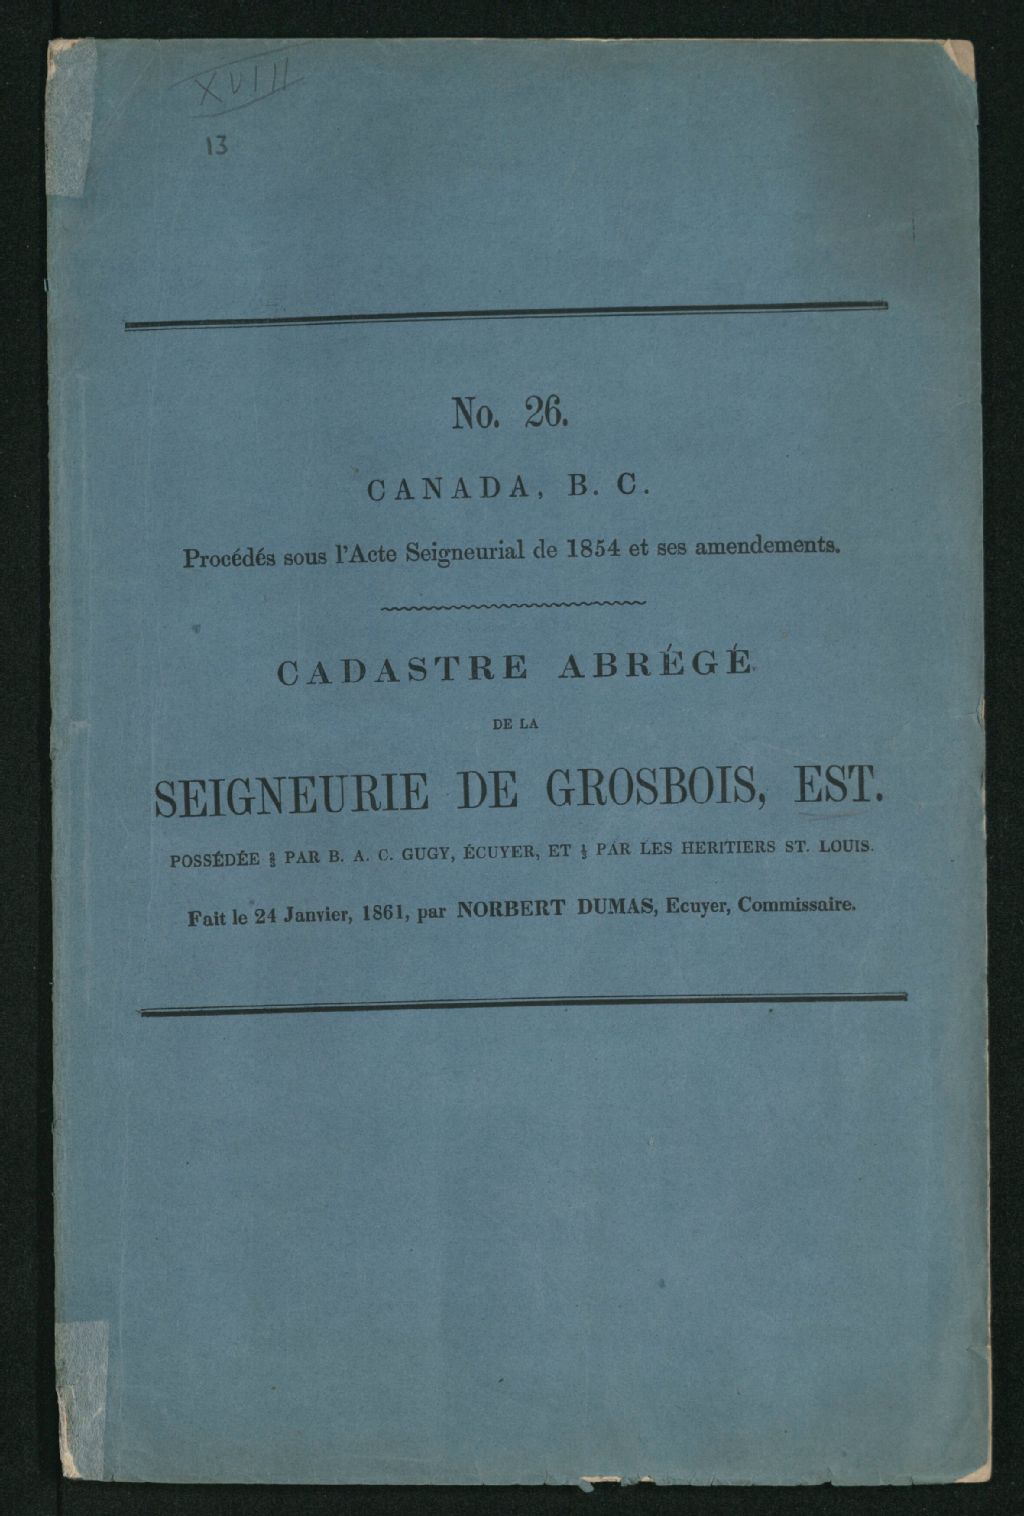 XVIII
13
No. 26.
CANADA, B. C.
Procédés sous l'Acte Seigneurial de 1854 et ses amendements.
CADASTRE ABRÉGÉ
DE LA
SEIGNEURIE DE GROSBOIS, EST.
POSSÉDÉE ⅔ PAR B. A. C. GUGY, ÉCUYER, ET ⅓ PAR LES HERITIERS ST. LOUIS.
Fait le 24 Janvier, 1861, par NORBERT DUMAS, Ecuyer, Commissaire.